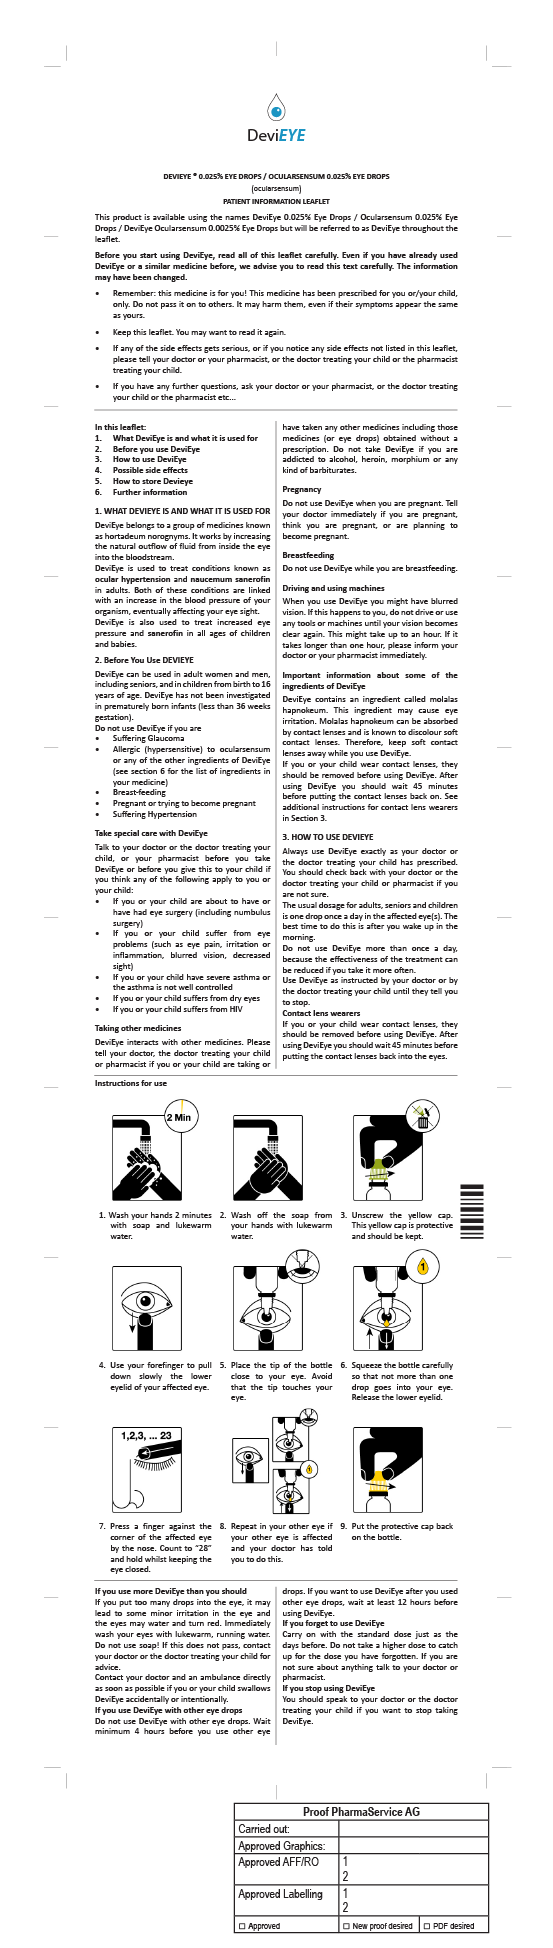 DeviEYE
DEVIEYE ® 0.025% EYE DROPS / OCULARSENSUM 0.025% EYE DROPS
(ocularsensum)
PATIENT INFORMATION LEAFLET
This product is available using the names DeviEye 0.025% Eye Drops / Ocularsensum 0.025% Eye
Drops / DeviEye Ocularsensum 0.0025% Eye Drops but will be referred to as DeviEye throughout the
leaflet.
Before you start using DeviEye, read all of this leaflet carefully. Even if you have already used
DeviEye or a similar medicine before, we advise you to read this text carefully. The information
may have been changed.
• Remember: this medicine is for you! This medicine has been prescribed for you or/your child,
only. Do not pass it on to others. It may harm them, even if their symptoms appear the same
as yours.
• Keep this leaflet. You may want to read it again.
• If any of the side effects gets serious, or if you notice any side effects not listed in this leaflet,
please tell your doctor or your pharmacist, or the doctor treating your child or the pharmacist
treating your child.
• If you have any further questions, ask your doctor or your pharmacist, or the doctor treating
your child or the pharmacist etc...
In this leaflet:
1. What DeviEye is and what it is used for
2. Before you use DeviEye
3. How to use DeviEye
4. Possible side effects
5. How to store Devieye
6. Further information
1. WHAT DEVIEYE IS AND WHAT IT IS USED FOR
DeviEye belongs to a group of medicines known
as hortadeum norognyms. It works by increasing
the natural outflow of fluid from inside the eye
into the bloodstream.
DeviEye is used to treat conditions known as
ocular hypertension and naucemum sanerofin
in adults. Both of these conditions are linked
with an increase in the blood pressure of your
organism, eventually affecting your eye sight.
DeviEye is also used to treat increased eye
pressure and sanerofin in all ages of children
and babies.
2. Before You Use DEVIEYE
DeviEye can be used in adult women and men,
including seniors, and in children from birth to 16
years of age. DeviEye has not been investigated
in prematurely born infants (less than 36 weeks
gestation).
Do not use DeviEye if you are
• Suffering Glaucoma
• Allergic (hypersensitive) to ocularsensum
or any of the other ingredients of DeviEye
(see section 6 for the list of ingredients in
your medicine)
• Breast-feeding
• Pregnant or trying to become pregnant
• Suffering Hypertension
Take special care with DeviEye
Talk to your doctor or the doctor treating your
child, or your pharmacist before you take
DeviEye or before you give this to your child if
you think any of the following apply to you or
your child:
• If you or your child are about to have or
have had eye surgery (including numbulus
surgery)
• If you or your child suffer from eye
problems (such as eye pain, irritation or
inflammation, blurred vision, decreased
sight)
• If you or your child have severe asthma or
the asthma is not well controlled
• If you or your child suffers from dry eyes
• If you or your child suffers from HIV
Taking other medicines
DeviEye interacts with other medicines. Please
tell your doctor, the doctor treating your child
or pharmacist if you or your child are taking or
have taken any other medicines including those
medicines (or eye drops) obtained without a
prescription. Do not take DeviEye if you are
addicted to alcohol, heroin, morphium or any
kind of barbiturates.
Pregnancy
Do not use DeviEye when you are pregnant. Tell
your doctor immediately if you are pregnant,
think you are pregnant, or are planning to
become pregnant.
Breastfeeding
Do not use DeviEye while you are breastfeeding.
Driving and using machines
When you use DeviEye you might have blurred
vision. If this happens to you, do not drive or use
any tools or machines until your vision becomes
clear again. This might take up to an hour. If it
takes longer than one hour, please inform your
doctor or your pharmacist immediately.
Important information about some of the
ingredients of DeviEye
DeviEye contains an ingredient called molalas
hapnokeum. This ingredient may cause eye
irritation. Molalas hapnokeum can be absorbed
by contact lenses and is known to discolour soft
contact lenses. Therefore, keep soft contact
lenses away while you use DeviEye.
If you or your child wear contact lenses, they
should be removed before using DeviEye. After
using DeviEye you should wait 45 minutes
before putting the contact lenses back on. See
additional instructions for contact lens wearers
in Section 3.
3. HOW TO USE DEVIEYE
Always use DeviEye exactly as your doctor or
the doctor treating your child has prescribed.
You should check back with your doctor or the
doctor treating your child or pharmacist if you
are not sure.
The usual dosage for adults, seniors and children
is one drop once a day in the affected eye(s). The
best time to do this is after you wake up in the
morning.
Do not use DeviEye more than once a day,
because the effectiveness of the treatment can
be reduced if you take it more often.
Use DeviEye as instructed by your doctor or by
the doctor treating your child until they tell you
to stop.
Contact lens wearers
If you or your child wear contact lenses, they
should be removed before using DeviEye. After
using DeviEye you should wait 45 minutes before
putting the contact lenses back into the eyes.
Instructions for use
2 Min
1. Wash your hands 2 minutes
with soap and lukewarm
water.
2. Wash off the soap from
your hands with lukewarm
water.
3. Unscrew the yellow cap.
This yellow cap is protective
and should be kept.
1
4. Use your forefinger to pull
down slowly the lower
eyelid of your affected eye.
5. Place the tip of the bottle
close to your eye. Avoid
that the tip touches your
eye.
6. Squeeze the bottle carefully
so that not more than one
drop goes into your eye.
Release the lower eyelid.
1,2,3, ... 23
7. Press a finger against the
corner of the affected eye
by the nose. Count to "28"
and hold whilst keeping the
eye closed.
8. Repeat in your other eye if
your other eye is affected
and your doctor has told
you to do this.
9. Put the protective cap back
on the bottle.
If you use more DeviEye than you should
If you put too many drops into the eye, it may
lead to some minor irritation in the eye and
the eyes may water and turn red. Immediately
wash your eyes with lukewarm, running water.
Do not use soap! If this does not pass, contact
your doctor or the doctor treating your child for
advice.
Contact your doctor and an ambulance directly
as soon as possible if you or your child swallows
DeviEye accidentally or intentionally.
If you use DeviEye with other eye drops
Do not use DeviEye with other eye drops. Wait
minimum 4 hours before you use other eye
drops. If you want to use DeviEye after you used
other eye drops, wait at least 12 hours before
using DeviEye.
If you forget to use DeviEye
Carry on with the standard dose just as the
days before. Do not take a higher dose to catch
up for the dose you have forgotten. If you are
not sure about anything talk to your doctor or
pharmacist.
If you stop using DeviEye
You should speak to your doctor or the doctor
treating your child if you want to stop taking
DeviEye.
Proof PharmaService AG
Carried out:
Approved Graphics:
Approved AFF/RO 1
2
Approved Labelling 1
2
Approved New proof desired PDF desired